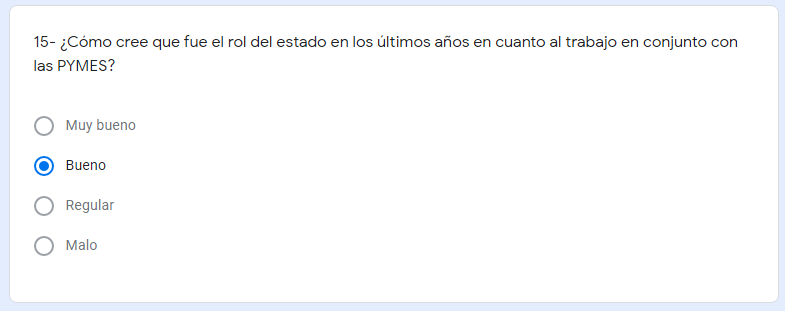 15- ¿Cómo cree que fue el rol del estado en los últimos años en cuanto al trabajo en conjunto con
las PYMES?
Muy bueno
Bueno
Regular
Malo